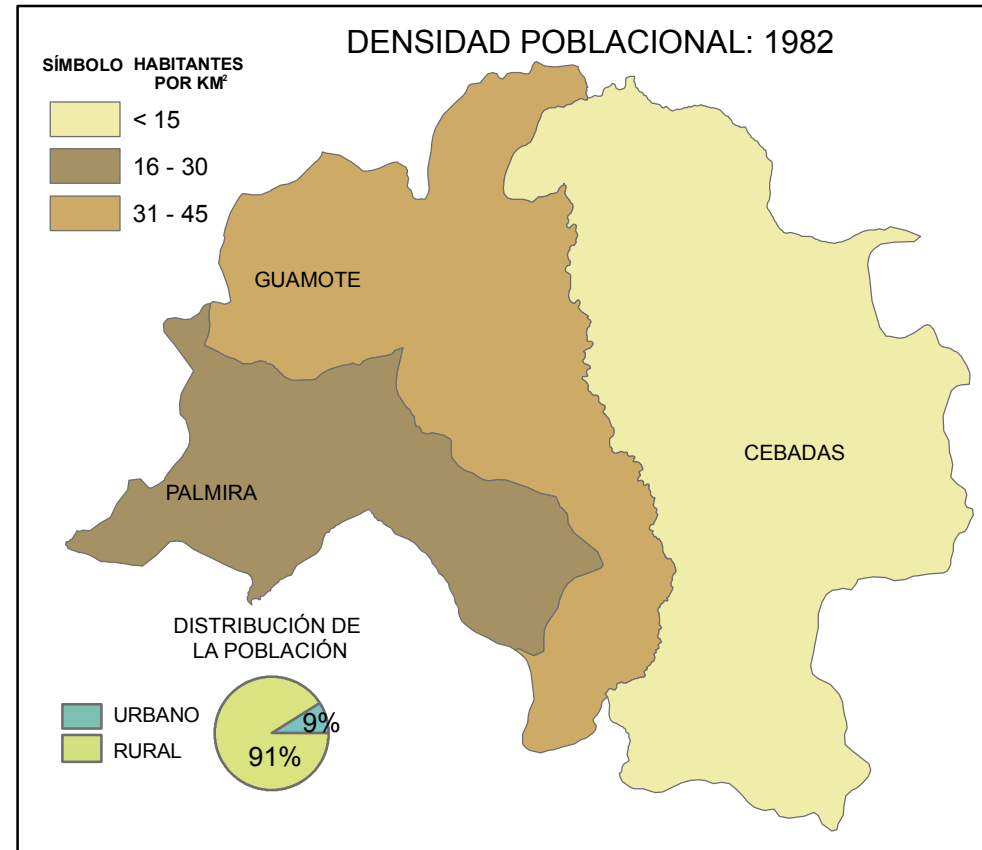 DENSIDAD POBLACIONAL: 1982
SÍMBOLO HABITANTES
POR KM²
< 15
16 - 30
31 - 45
GUAMOTE
CEBADAS
PALMIRA
DISTRIBUCIÓN DE
LA POBLACIÓN
URBANO
RURAL
9%
91%